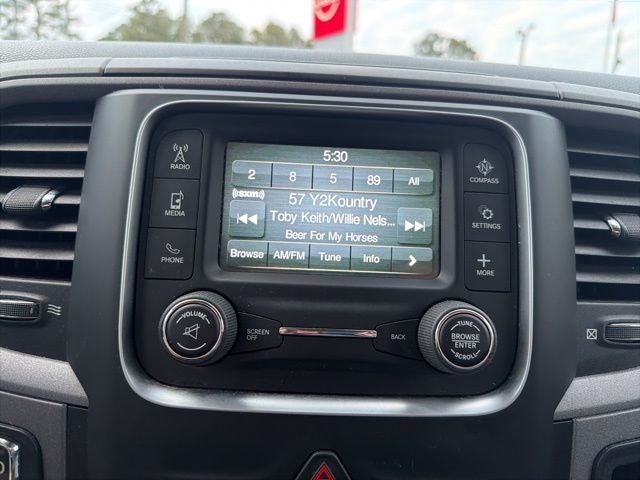 5:30
2 8 5 89 All
((sxm))
57 Y2Kountry
Toby Keith/Willie Nels...
Beer For My Horses
Browse AM/FM Tune Info >
RADIO
MEDIA
PHONE
COMPASS
SETTINGS
MORE
VOLUME
SCREEN
OFF
BACK
TUNE
BROWSE
ENTER
SCROLL